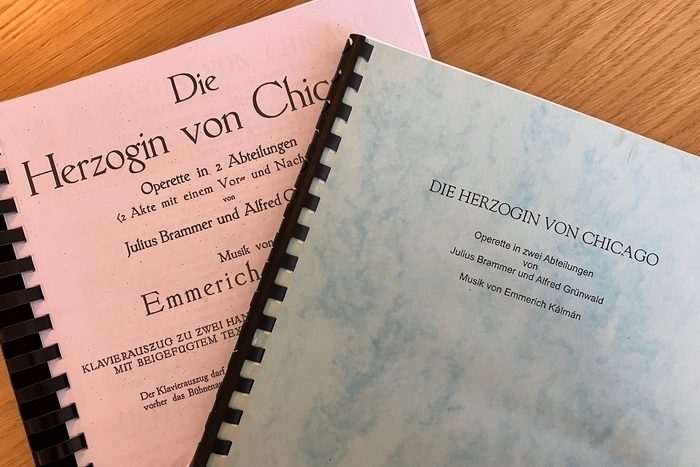 Die
Herzogin von Chic
Operette in 2 Abteilungen
(2 Akte mit einem Vor= und Nach
von
Julius Brammer und Alfred G
Musik von
Emmerich
KLAVIERAUSZUG ZU ZWEI HAN
MIT BEIGEFÜGTEM TEX
Der Klavierauszug darf
vorher das Bühnenau
DIE HERZOGIN VON CHICAGO
Operette in zwei Abteilungen
von
Julius Brammer und Alfred Grünwald
Musik von Emmerich Kálmán